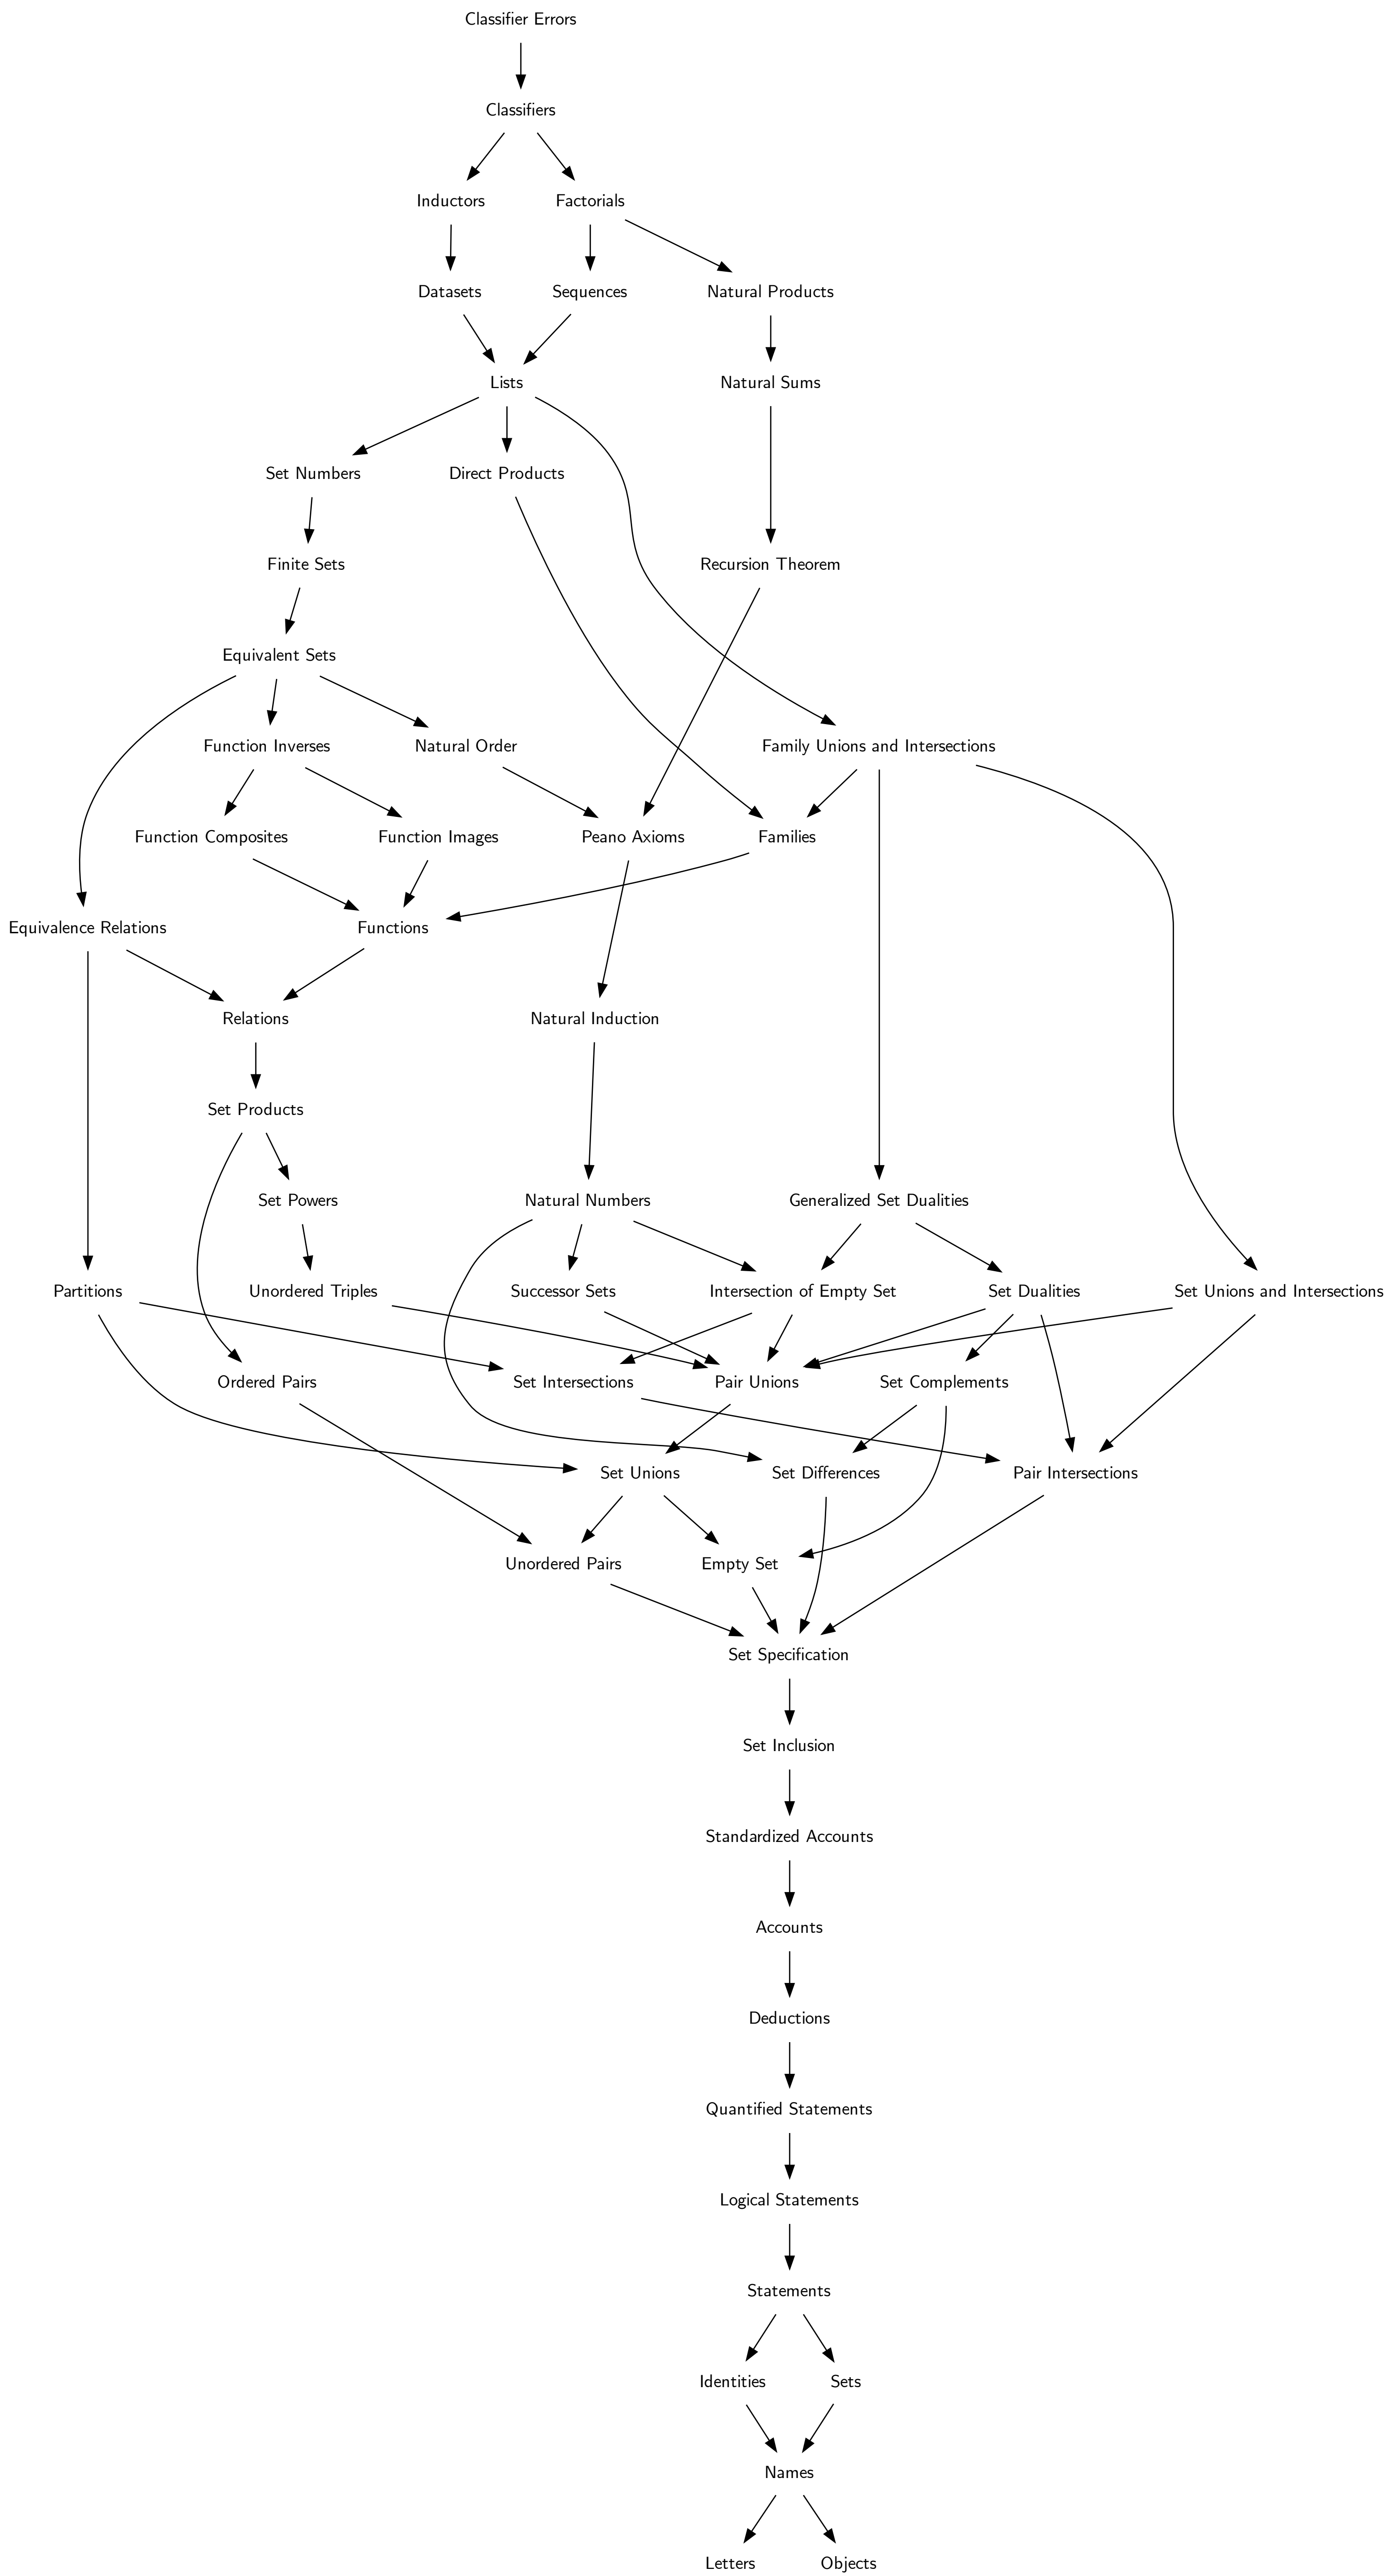 Classifier Errors
Classifiers
Inductors
Factorials
Datasets
Sequences
Natural Products
Lists
Natural Sums
Set Numbers
Direct Products
Finite Sets
Recursion Theorem
Equivalent Sets
Function Inverses
Natural Order
Family Unions and Intersections
Function Composites
Function Images
Peano Axioms
Families
Equivalence Relations
Functions
Relations
Natural Induction
Set Products
Set Powers
Natural Numbers
Generalized Set Dualities
Partitions
Unordered Triples
Successor Sets
Intersection of Empty Set
Set Dualities
Set Unions and Intersections
Ordered Pairs
Set Intersections
Pair Unions
Set Complements
Set Unions
Set Differences
Pair Intersections
Unordered Pairs
Empty Set
Set Specification
Set Inclusion
Standardized Accounts
Accounts
Deductions
Quantified Statements
Logical Statements
Statements
Identities
Sets
Names
Letters
Objects